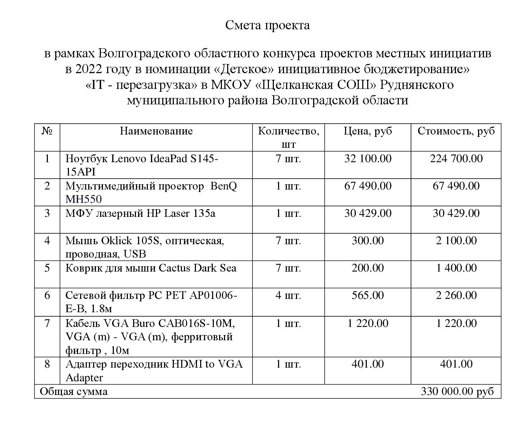 Смета проекта
в рамках Волгоградского областного конкурса проектов местных инициатив
в 2022 году в номинации «Детское» инициативное бюджетирование»
«IT - перезагрузка» в МКОУ «Щелканская СОШ» Руднянского
муниципального района Волгоградской области
№ Наименование Количество, шт Цена, руб Стоимость, руб
1 Ноутбук Lenovo IdeaPad S145-15API 7 шт. 32 100.00 224 700.00
2 Мультимедийный проектор BenQ MH550 1 шт. 67 490.00 67 490.00
3 МФУ лазерный HP Laser 135a 1 шт. 30 429.00 30 429.00
4 Мышь Oklick 105S, оптическая, проводная, USB 7 шт. 300.00 2 100.00
5 Коврик для мыши Cactus Dark Sea 7 шт. 200.00 1 400.00
6 Сетевой фильтр PC PET AP01006-E-B, 1.8м 4 шт. 565.00 2 260.00
7 Кабель VGA Buro CAB016S-10M, VGA (m) - VGA (m), ферритовый фильтр , 10м 1 шт. 1 220.00 1 220.00
8 Адаптер переходник HDMI to VGA Adapter 1 шт. 401.00 401.00
Общая сумма 330 000.00 руб